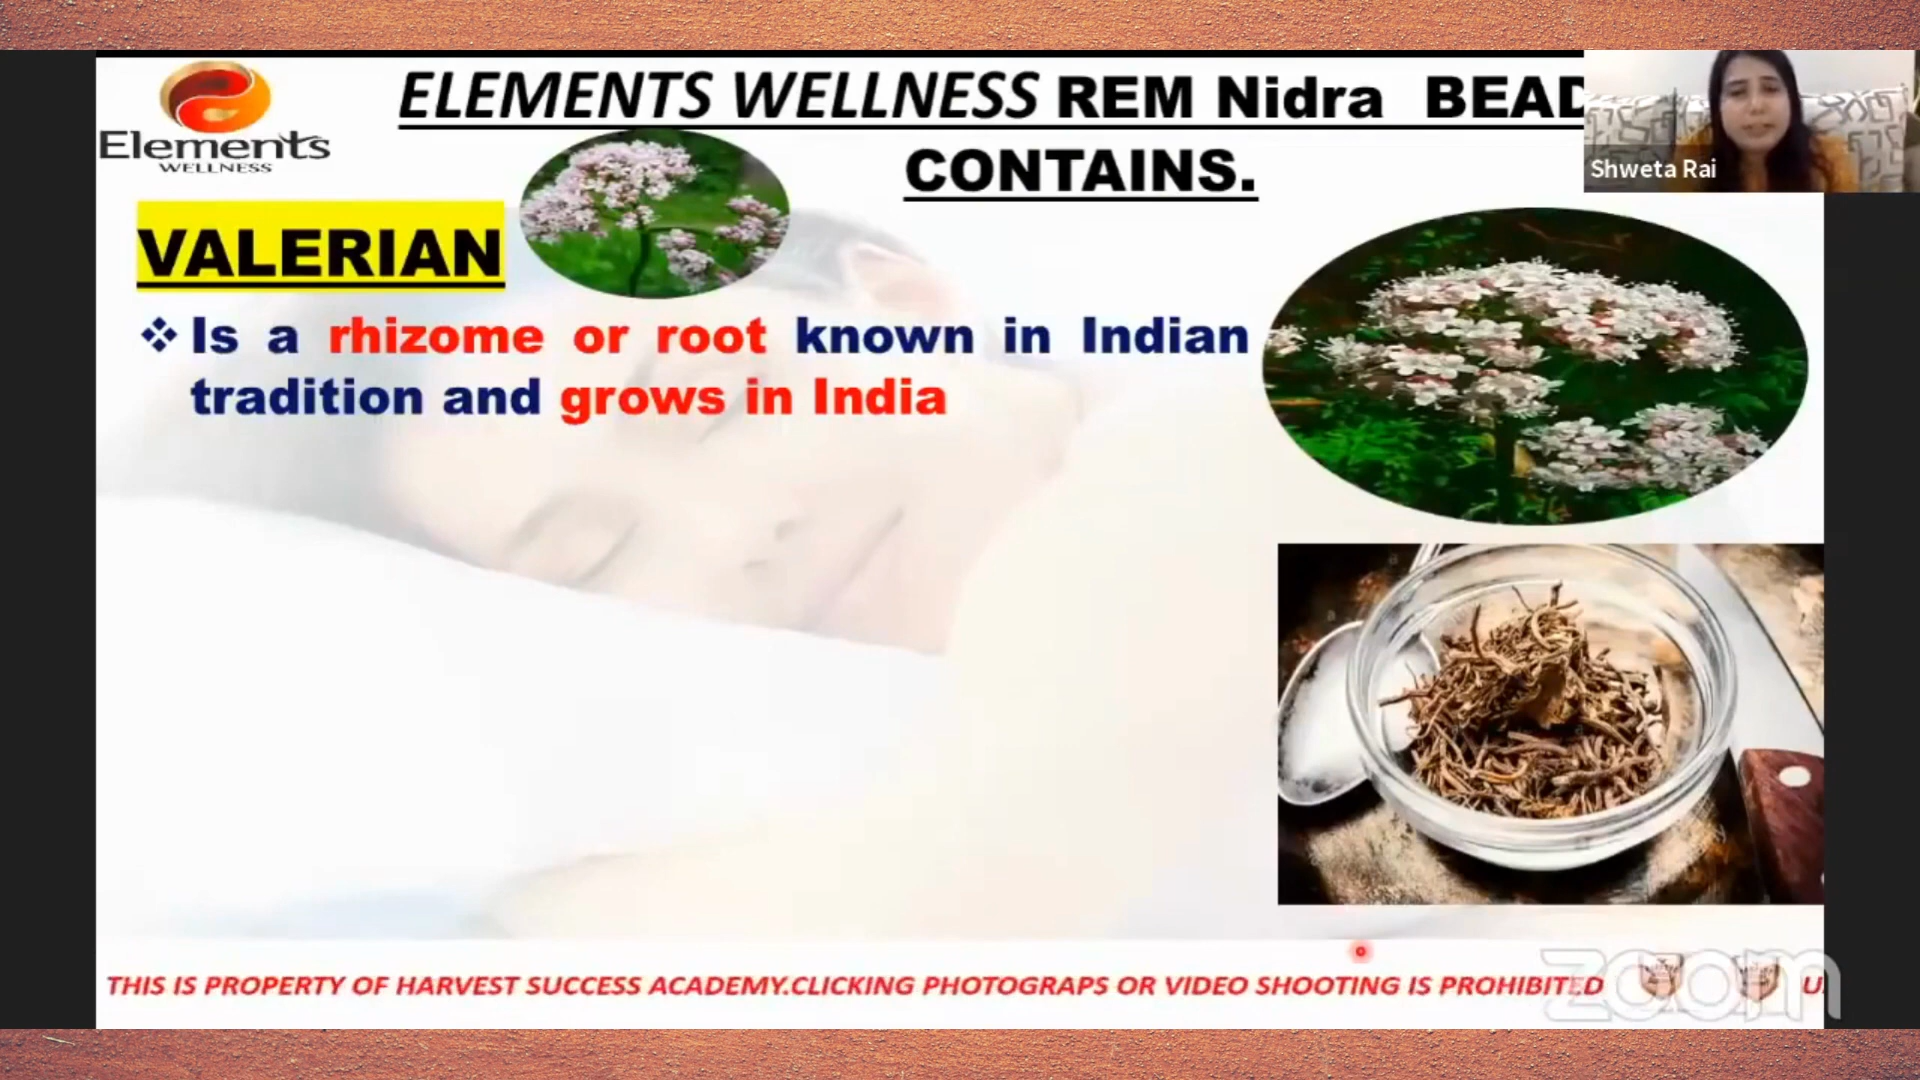 ELEMENTS WELLNESS REM Nidra BEAD
CONTAINS.
Elements
WELLNESS
Shweta Rai
VALERIAN
Is a rhizome or root known in Indian
tradition and grows in India
THIS IS PROPERTY OF HARVEST SUCCESS ACADEMY.CLICKING PHOTOGRAPS OR VIDEO SHOOTING IS PROHIBITED
zoom